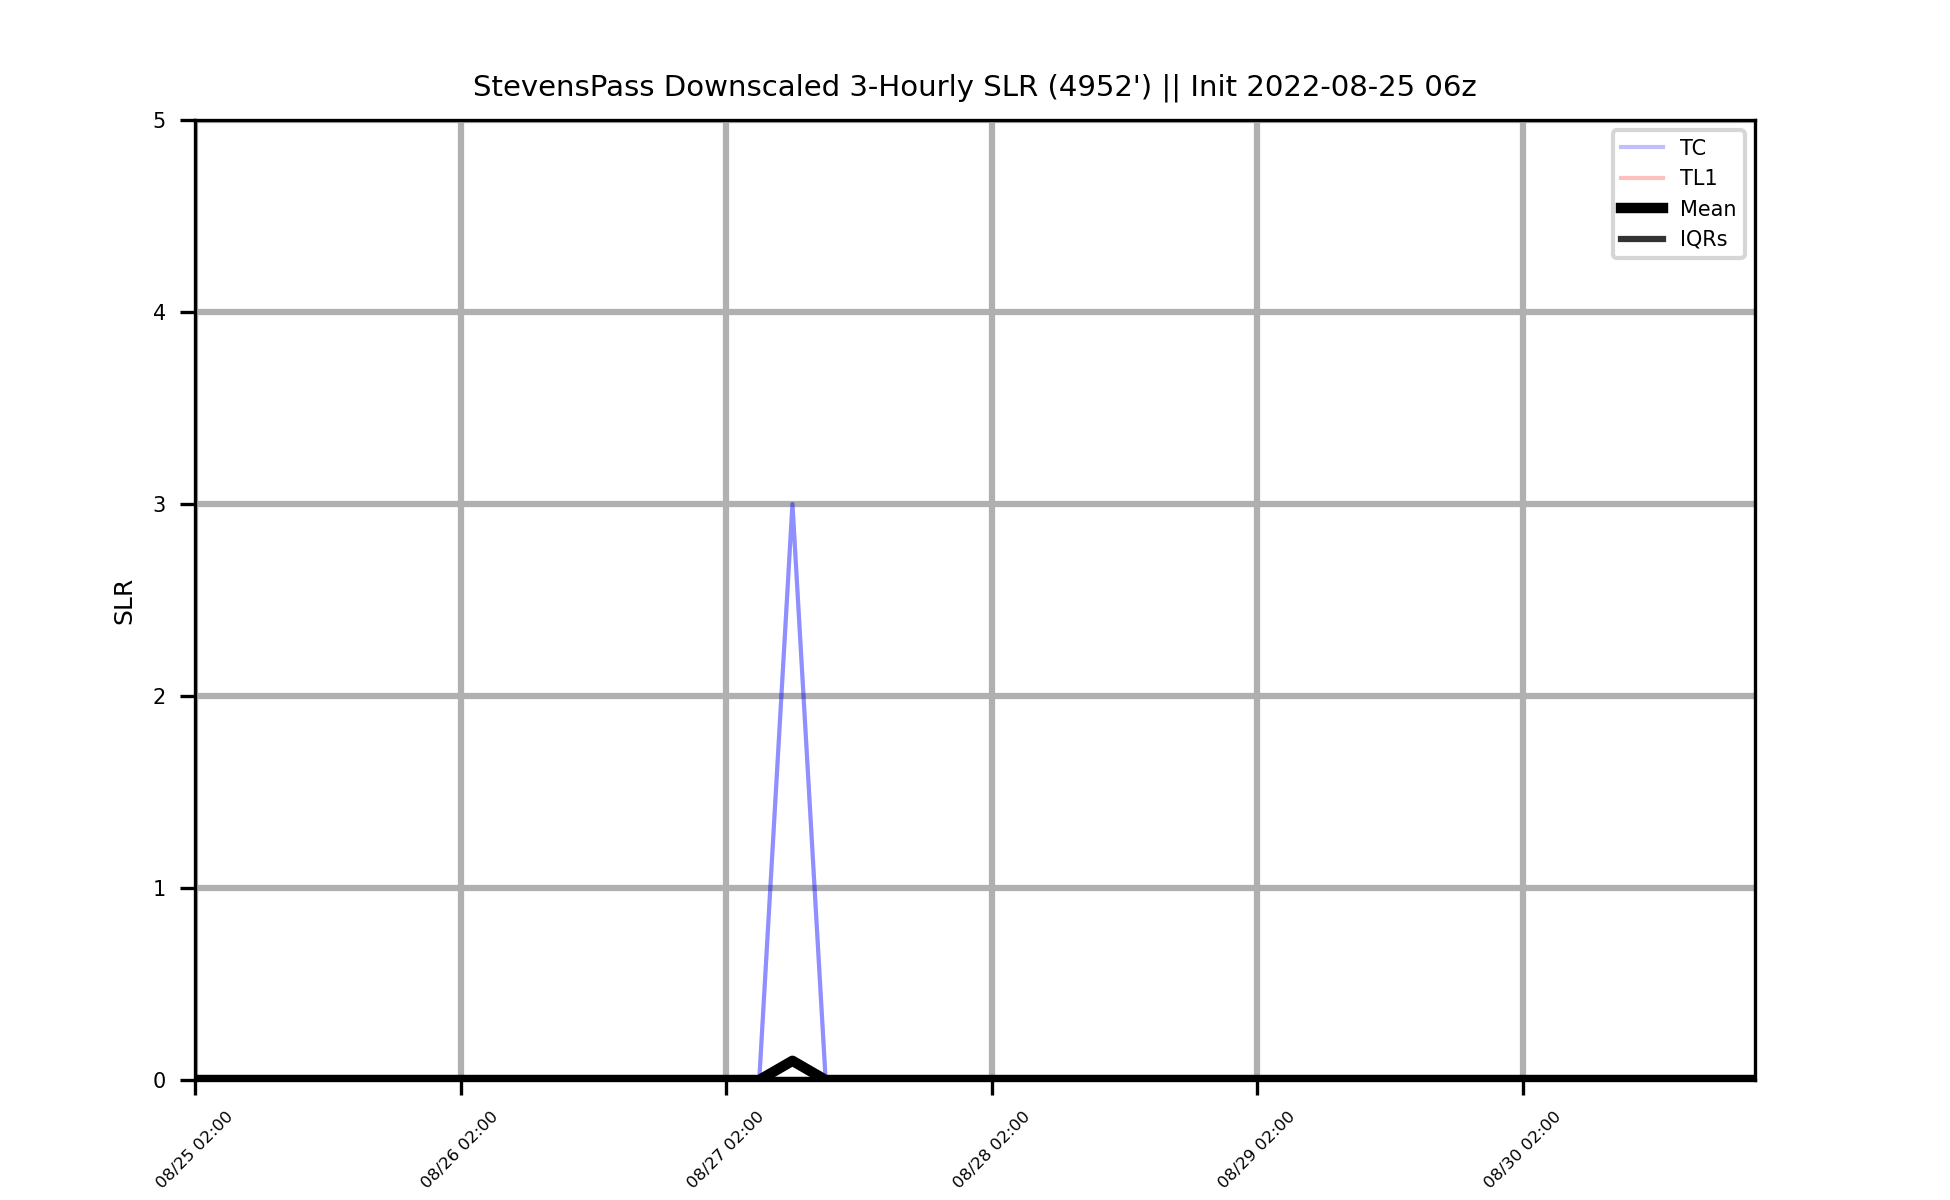 StevensPass Downscaled 3-Hourly SLR (4952') || Init 2022-08-25 06z
TC
TL1
Mean
IQRs
SLR
5
4
3
2
1
0
08/25 02:00
08/26 02:00
08/27 02:00
08/28 02:00
08/29 02:00
08/30 02:00